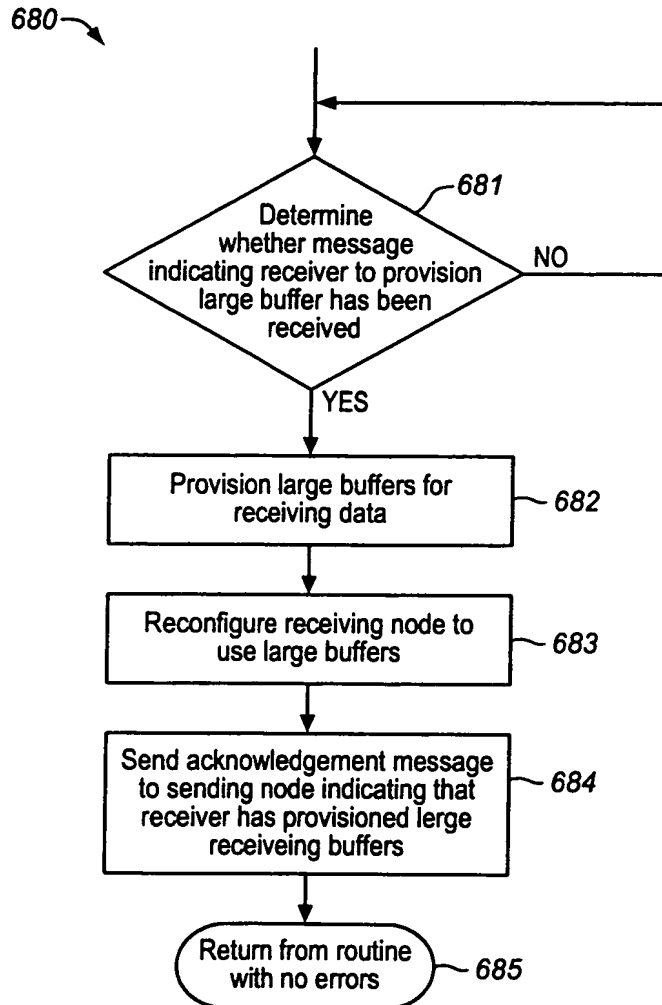 680
681
Determine
whether message
indicating receiver to provision
large buffer has been
received
NO
YES
Provision large buffers for
receiving data
682
Reconfigure receiving node to
use large buffers
683
Send acknowledgement message
to sending node indicating that
receiver has provisioned lerge
receiveing buffers
684
Return from routine
with no errors
685